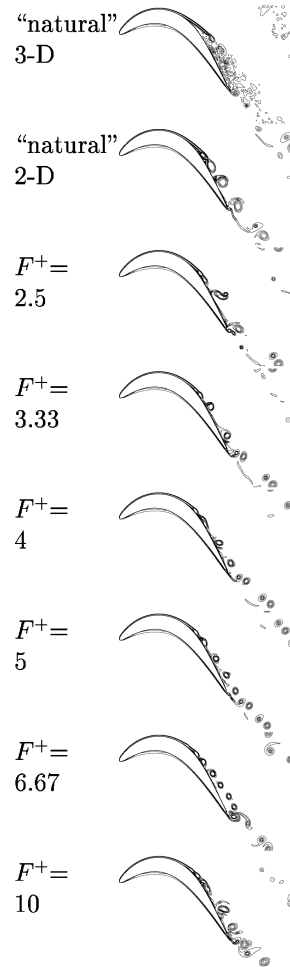 “natural”
3-D
“natural”
2-D
F⁺=
2.5
F⁺=
3.33
F⁺=
4
F⁺=
5
F⁺=
6.67
F⁺=
10